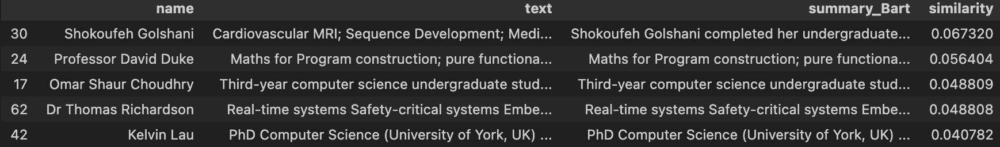 name text summary_Bart similarity
30 Shokoufeh Golshani Cardiovascular MRI; Sequence Development; Medi... Shokoufeh Golshani completed her undergraduate... 0.067320
24 Professor David Duke Maths for Program construction; pure functiona... Maths for Program construction; pure functiona... 0.056404
17 Omar Shaur Choudhry Third-year computer science undergraduate stud... Third-year computer science undergraduate stud... 0.048809
62 Dr Thomas Richardson Real-time systems Safety-critical systems Embe... Real-time systems Safety-critical systems Embe... 0.048808
42 Kelvin Lau PhD Computer Science (University of York, UK) ... PhD Computer Science (University of York, UK) ... 0.040782